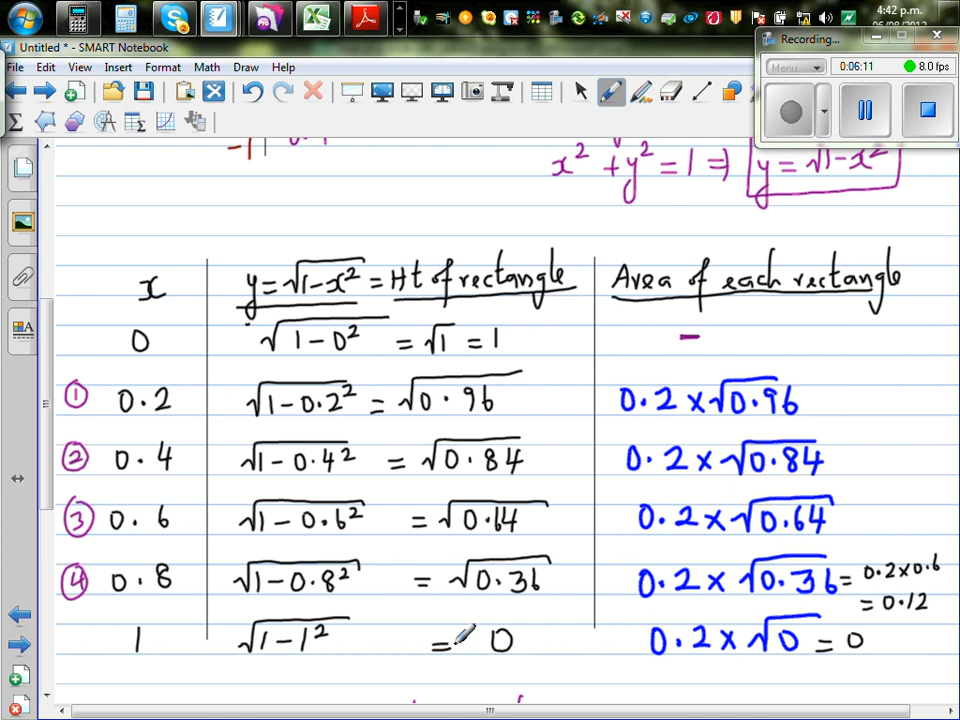 4:42 p.m.
06/08/2012
Untitled * - SMART Notebook
Recording...
File Edit View Insert Format Math Draw Help
Menu 0:06:11 8.0 fps
-1
x² + y² = 1 ⇒ y = √1-x²
x y = √1-x² = Ht of rectangle Area of each rectangle
0 √1-0² = √1 = 1 -
① 0.2 √1-0.2² = √0.96 0.2 × √0.96
② 0.4 √1-0.4² = √0.84 0.2 × √0.84
③ 0.6 √1-0.6² = √0.64 0.2 × √0.64
④ 0.8 √1-0.8² = √0.36 0.2 × √0.36 = 0.2×0.6
= 0.12
1 √1-1² = 0 0.2 × √0 = 0